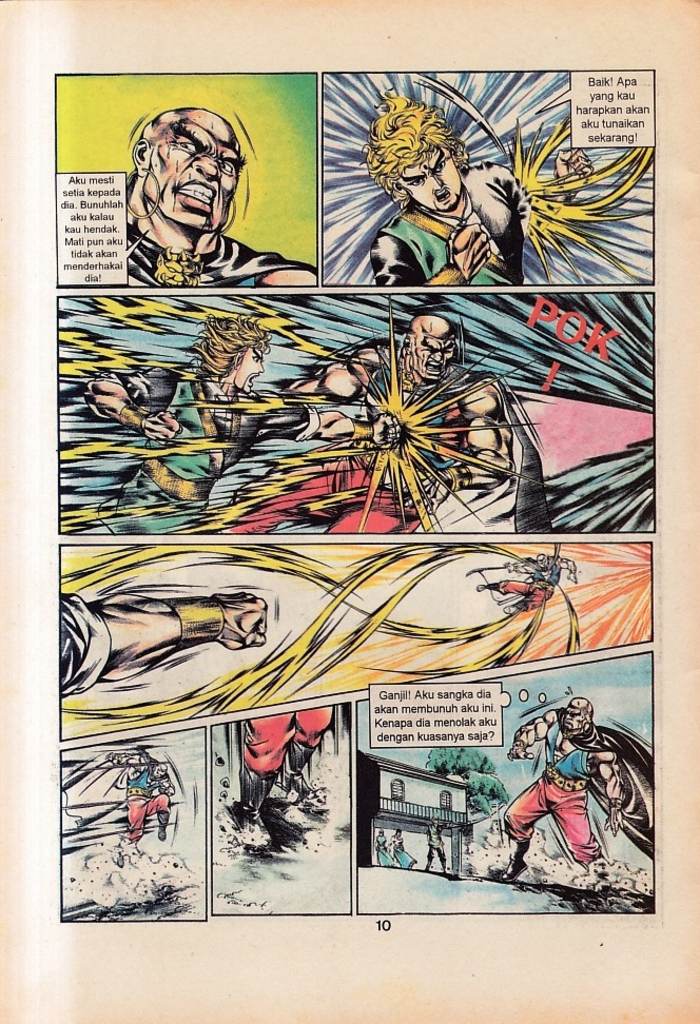 Aku mesti
setia kepada
dia. Bunuhlah
aku kalau
kau hendak.
Mati pun aku
tidak akan
menderhakai
dia!
Baik! Apa
yang kau
harapkan akan
aku tunaikan
sekarang!
POK
!
Ganjil! Aku sangka dia
akan membunuh aku ini.
Kenapa dia menolak aku
dengan kuasanya saja?
10